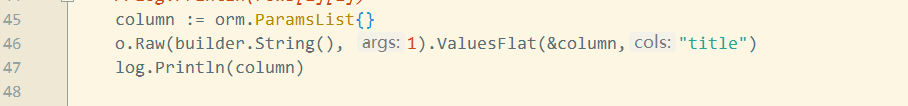 45 column := orm.ParamsList{}
46 o.Raw(builder.String(), args: 1).ValuesFlat(&column, cols: "title")
47 log.Println(column)
48